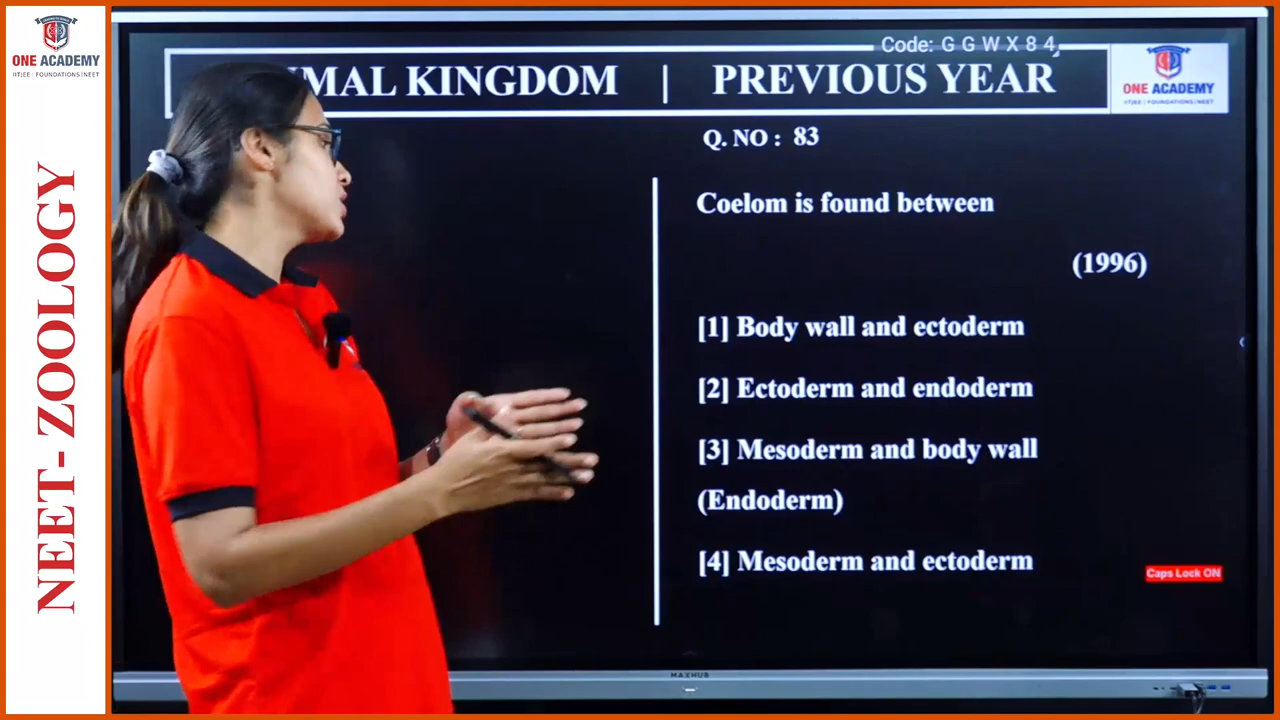 ONE ACADEMY
IIT|JEE | FOUNDATIONS | NEET
NEET- ZOOLOGY
Code: G G W X 8 4
IMAL KINGDOM | PREVIOUS YEAR
ONE ACADEMY
IIT|JEE | FOUNDATIONS | NEET
Q. NO : 83
Coelom is found between
(1996)
[1] Body wall and ectoderm
[2] Ectoderm and endoderm
[3] Mesoderm and body wall
(Endoderm)
[4] Mesoderm and ectoderm
Caps Lock ON
MAXHUB